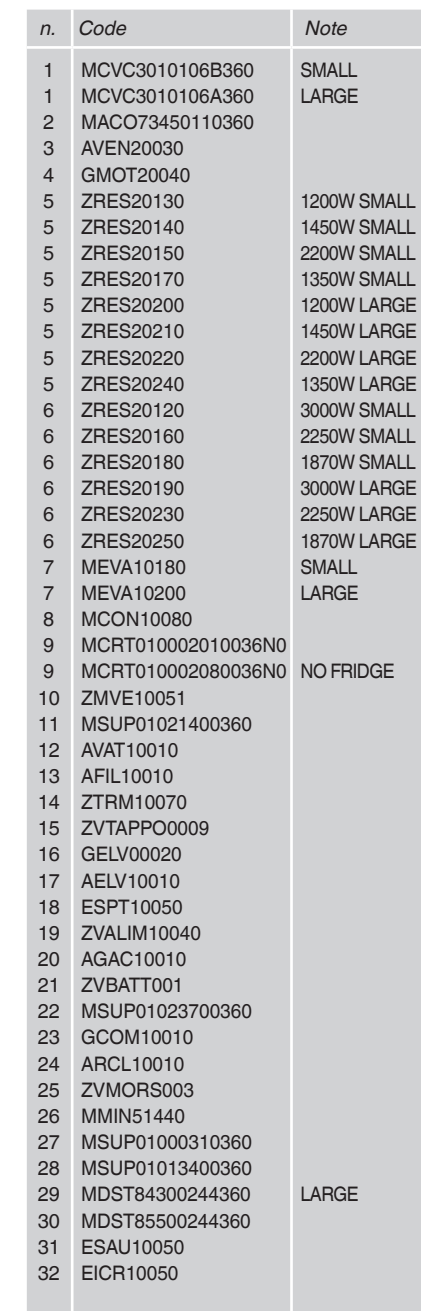 n. Code Note
1 MCVC3010106B360 SMALL
1 MCVC3010106A360 LARGE
2 MACO73450110360
3 AVEN20030
4 GMOT20040
5 ZRES20130 1200W SMALL
5 ZRES20140 1450W SMALL
5 ZRES20150 2200W SMALL
5 ZRES20170 1350W SMALL
5 ZRES20200 1200W LARGE
5 ZRES20210 1450W LARGE
5 ZRES20220 2200W LARGE
5 ZRES20240 1350W LARGE
6 ZRES20120 3000W SMALL
6 ZRES20160 2250W SMALL
6 ZRES20180 1870W SMALL
6 ZRES20190 3000W LARGE
6 ZRES20230 2250W LARGE
6 ZRES20250 1870W LARGE
7 MEVA10180 SMALL
7 MEVA10200 LARGE
8 MCON10080
9 MCRT010002010036N0
9 MCRT010002080036N0 NO FRIDGE
10 ZMVE10051
11 MSUP01021400360
12 AVAT10010
13 AFIL10010
14 ZTRM10070
15 ZVTAPPO0009
16 GELV00020
17 AELV10010
18 ESPT10050
19 ZVALIM10040
20 AGAC10010
21 ZVBATT001
22 MSUP01023700360
23 GCOM10010
24 ARCL10010
25 ZVMORS003
26 MMIN51440
27 MSUP01000310360
28 MSUP01013400360
29 MDST84300244360 LARGE
30 MDST85500244360
31 ESAU10050
32 EICR10050